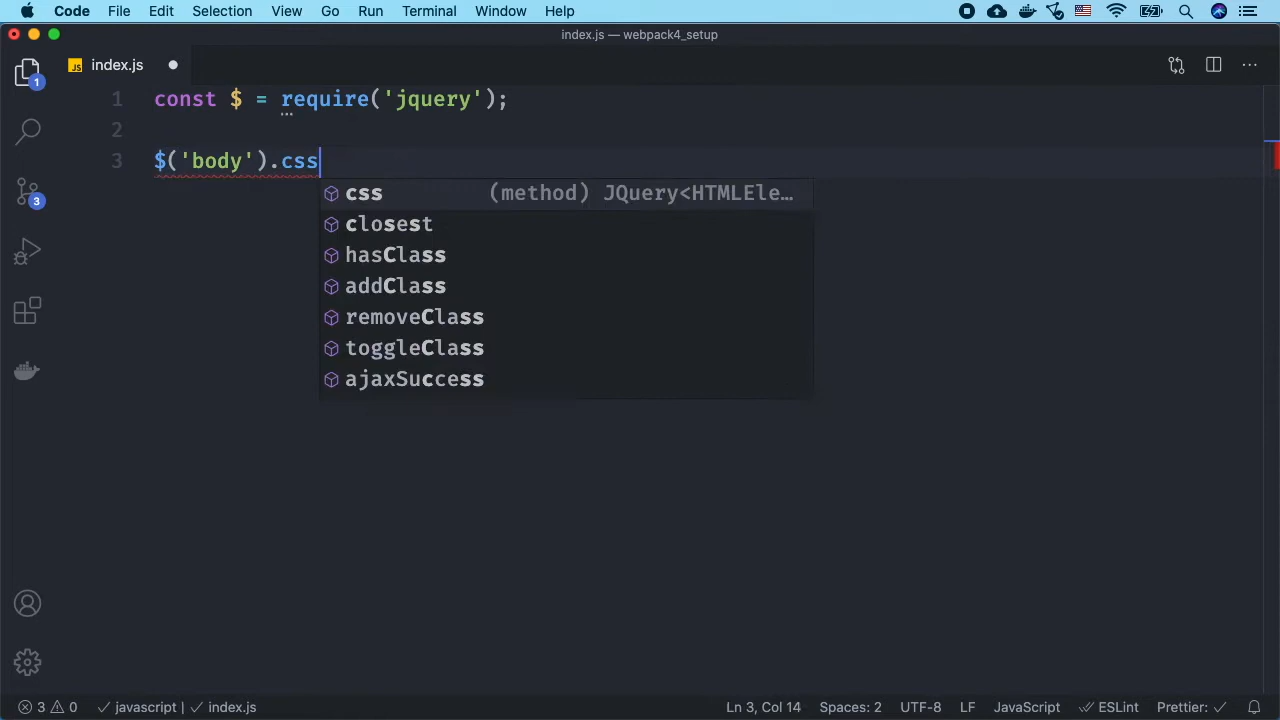 Code File Edit Selection View Go Run Terminal Window Help
index.js — webpack4_setup
JS index.js
1
1 const $ = require('jquery');
2
3 $('body').css
css (method) JQuery<HTMLEle…
closest
hasClass
addClass
removeClass
toggleClass
ajaxSuccess
3
3 0 javascript | index.js Ln 3, Col 14 Spaces: 2 UTF-8 LF JavaScript ESLint Prettier: